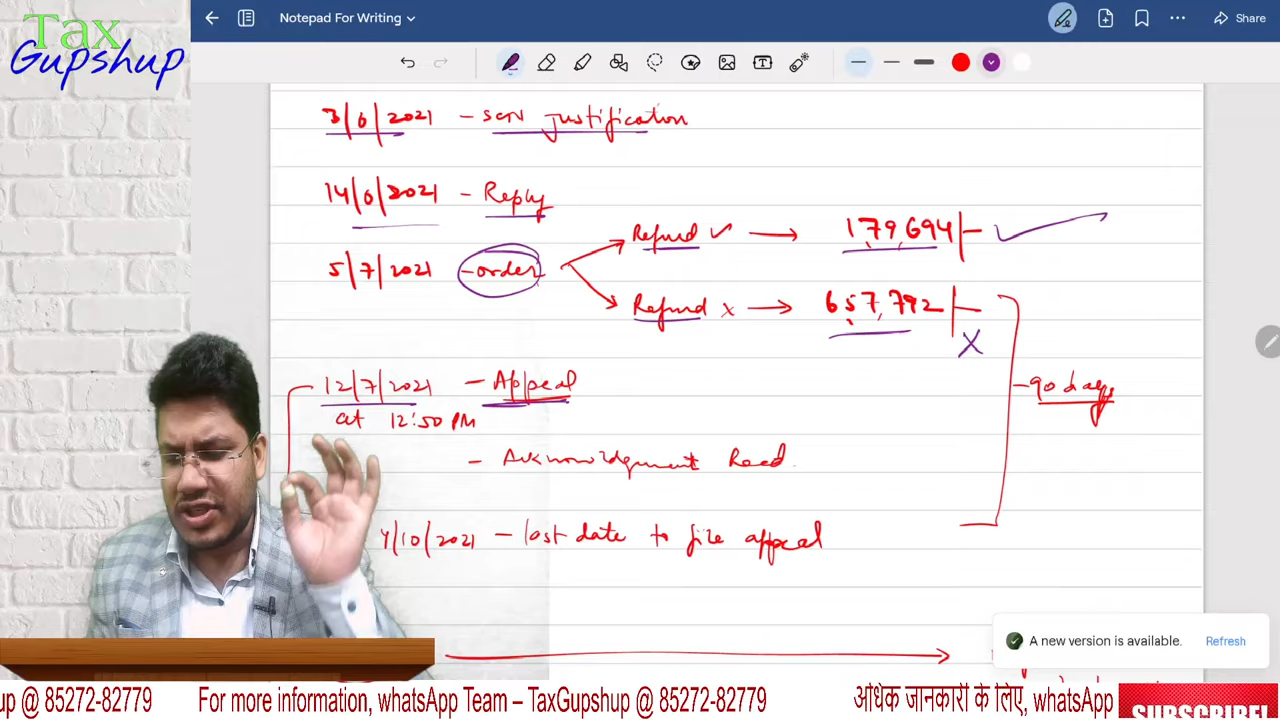 Tax
Gupshup
Notepad For Writing
Share
3/6/2021 - SCN Justification
14/6/2021 - Reply
5/7/2021 - order
Refund ✓ → 179,694/-
Refund x → 657,792/-
X
12/7/2021 - Appeal
at 12:50 PM
- 90 days
- Acknowledgment Recd.
4/10/2021 - last date to file appeal
A new version is available. Refresh
up @ 85272-82779 For more information, whatsApp Team – TaxGupshup @ 85272-82779 अधिक जानकारी के लिए, whatsApp
SUBSCRIBE!